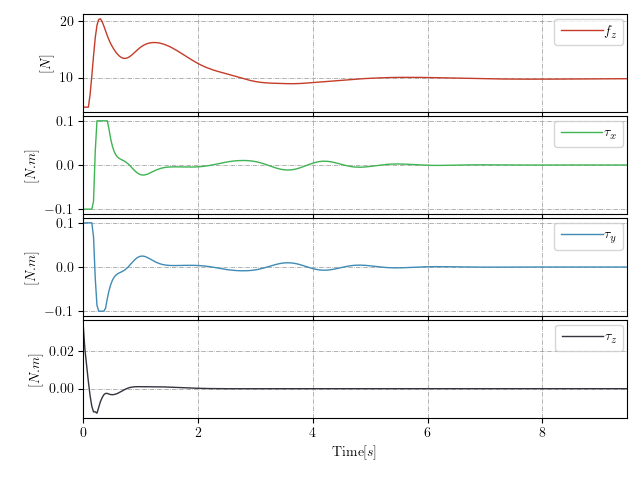 20
10
[N]
f_z
0.1
0.0
−0.1
[N.m]
τ_x
0.1
0.0
−0.1
[N.m]
τ_y
0.02
0.00
[N.m]
τ_z
0 2 4 6 8
Time[s]